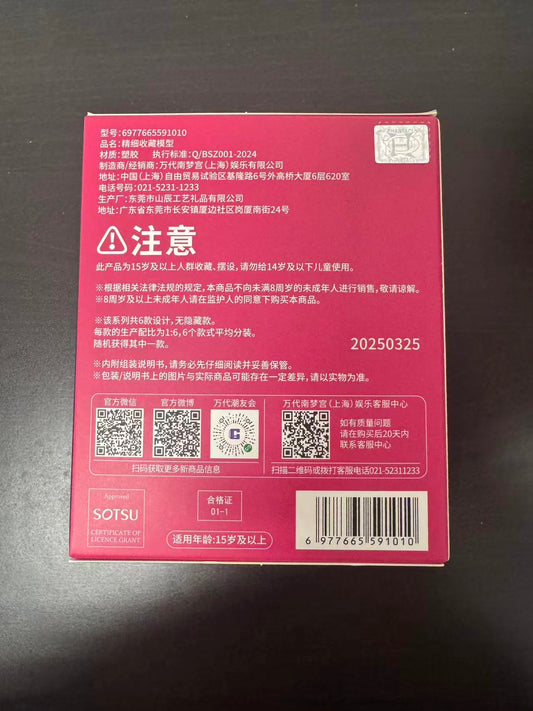 型号:6977665591010
品名:精细收藏模型
材质:塑胶 执行标准:Q/BSZ001-2024
制造商/经销商:万代南梦宫(上海)娱乐有限公司
地址:中国(上海)自由贸易试验区基隆路6号外高桥大厦6层620室
电话号码:021-5231-1233
生产厂:东莞市山辰工艺礼品有限公司
地址:广东省东莞市长安镇厦边社区岗厦南街24号
注意
此产品为15岁及以上人群收藏、摆设,请勿给14岁及以下儿童使用。
※根据相关法律法规的规定,本商品不向未满8周岁的未成年人进行销售,敬请谅解。
※8周岁及以上未成年人请在监护人的同意下购买本商品。
※该系列共6款设计,无隐藏款。
每款的生产配比为1:6,6个款式平均分装。
随机获得其中一款。
20250325
※内附组装说明书,请务必先仔细阅读并妥善保管。
※包装/说明书上的图片与实际商品可能存在一定差异,请以实物为准。
官方微信 官方微博 万代潮友会
扫码获取更多新商品信息
万代南梦宫(上海)娱乐客服中心
如有质量问题
请在购买后20天内
联系客服中心
扫描二维码或拨打客服电话021-52311233
Approved
SOTSU
CERTIFICATE OF
LICENCE GRANT
合格证
01-1
适用年龄:15岁及以上
6 977665 591010